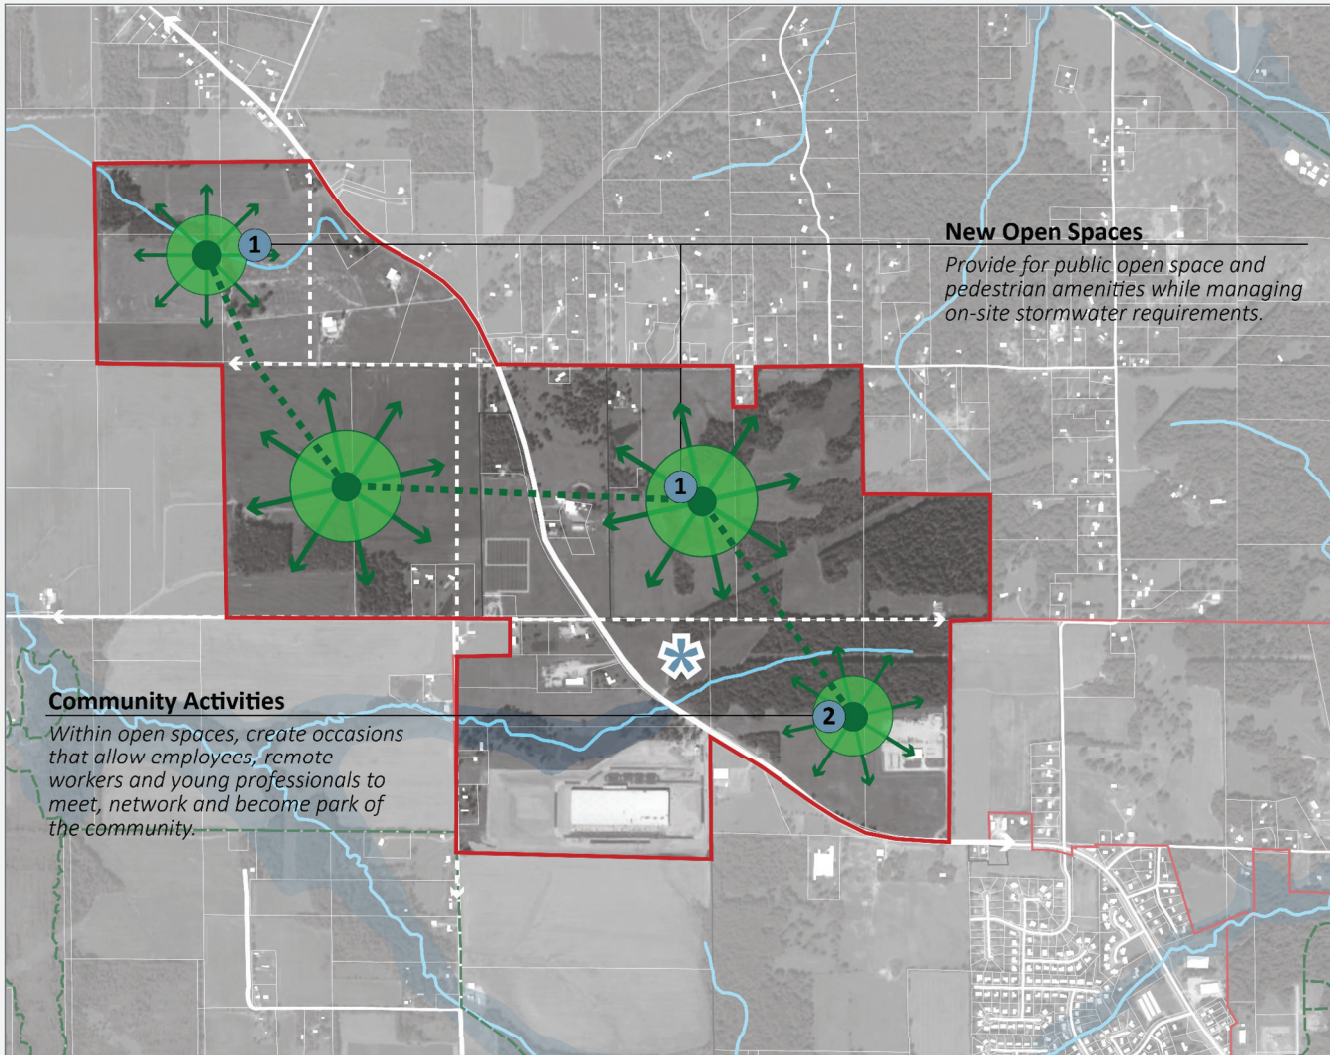 New Open Spaces
Provide for public open space and
pedestrian amenities while managing
on-site stormwater requirements.
1
1
Community Activities
Within open spaces, create occasions
that allow employees, remote
workers and young professionals to
meet, network and become park of
the community.
2